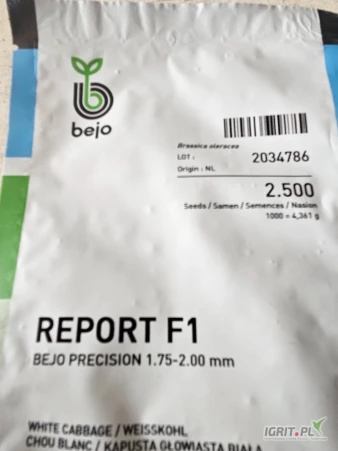 bejo
Brassica oleracea
LOT : 2034786
Origin : NL
2.500
Seeds / Samen / Semences / Nasion
1000 = 4,361 g
REPORT F1
BEJO PRECISION 1.75-2.00 mm
WHITE CABBAGE / WEISSKOHL
CHOU BLANC / KAPUSTA GŁOWIASTA BIAŁA
IGRIT.PL